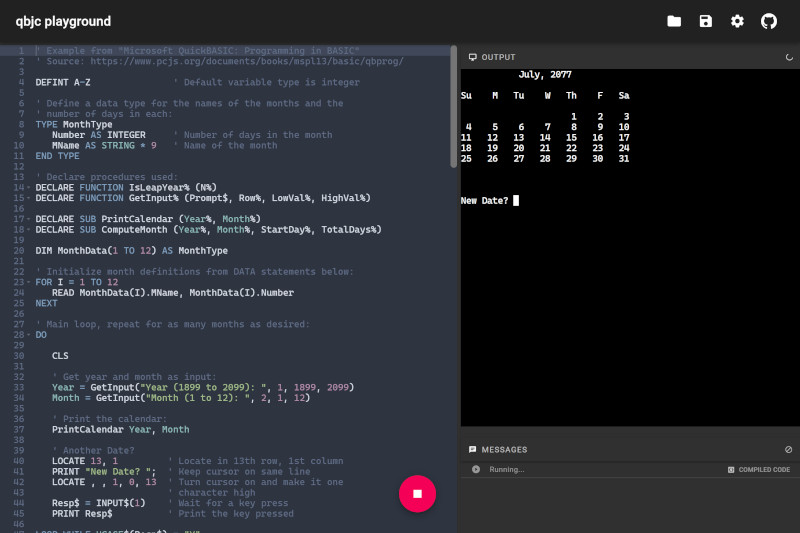 qbjc playground
1 ' Example from "Microsoft QuickBASIC: Programming in BASIC"
2 ' Source: https://www.pcjs.org/documents/books/mspl13/basic/qbprog/
3
4 DEFINT A-Z ' Default variable type is integer
5
6 ' Define a data type for the names of the months and the
7 ' number of days in each:
8 TYPE MonthType
9 Number AS INTEGER ' Number of days in the month
10 MName AS STRING * 9 ' Name of the month
11 END TYPE
12
13 ' Declare procedures used:
14 DECLARE FUNCTION IsLeapYear% (N%)
15 DECLARE FUNCTION GetInput% (Prompt$, Row%, LowVal%, HighVal%)
16
17 DECLARE SUB PrintCalendar (Year%, Month%)
18 DECLARE SUB ComputeMonth (Year%, Month%, StartDay%, TotalDays%)
19
20 DIM MonthData(1 TO 12) AS MonthType
21
22 ' Initialize month definitions from DATA statements below:
23 FOR I = 1 TO 12
24 READ MonthData(I).MName, MonthData(I).Number
25 NEXT
26
27 ' Main loop, repeat for as many months as desired:
28 DO
29
30 CLS
31
32 ' Get year and month as input:
33 Year = GetInput("Year (1899 to 2099): ", 1, 1899, 2099)
34 Month = GetInput("Month (1 to 12): ", 2, 1, 12)
35
36 ' Print the calendar:
37 PrintCalendar Year, Month
38
39 ' Another Date?
40 LOCATE 13, 1 ' Locate in 13th row, 1st column
41 PRINT "New Date? "; ' Keep cursor on same line
42 LOCATE , , 1, 0, 13 ' Turn cursor on and make it one
43 ' character high
44 Resp$ = INPUT$(1) ' Wait for a key press
45 PRINT Resp$ ' Print the key pressed
46
OUTPUT
July, 2077
Su M Tu W Th F Sa
1 2 3
4 5 6 7 8 9 10
11 12 13 14 15 16 17
18 19 20 21 22 23 24
25 26 27 28 29 30 31
New Date?
MESSAGES
Running...
COMPILED CODE